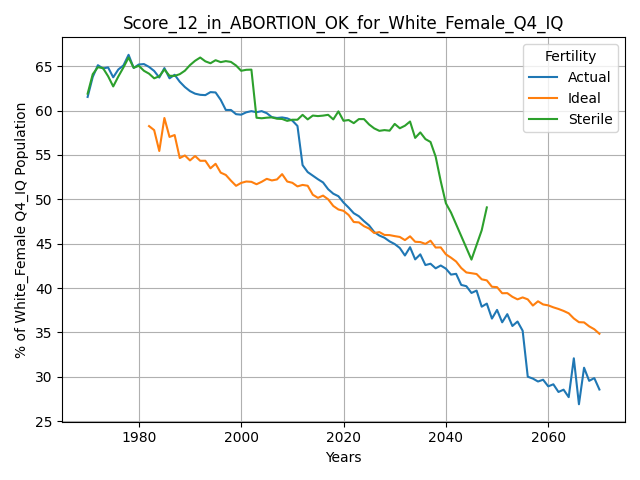 Score_12_in_ABORTION_OK_for_White_Female_Q4_IQ
% of White_Female Q4_IQ Population
65
60
55
50
45
40
35
30
25
Fertility
Actual
Ideal
Sterile
1980
2000
2020
2040
2060
Years